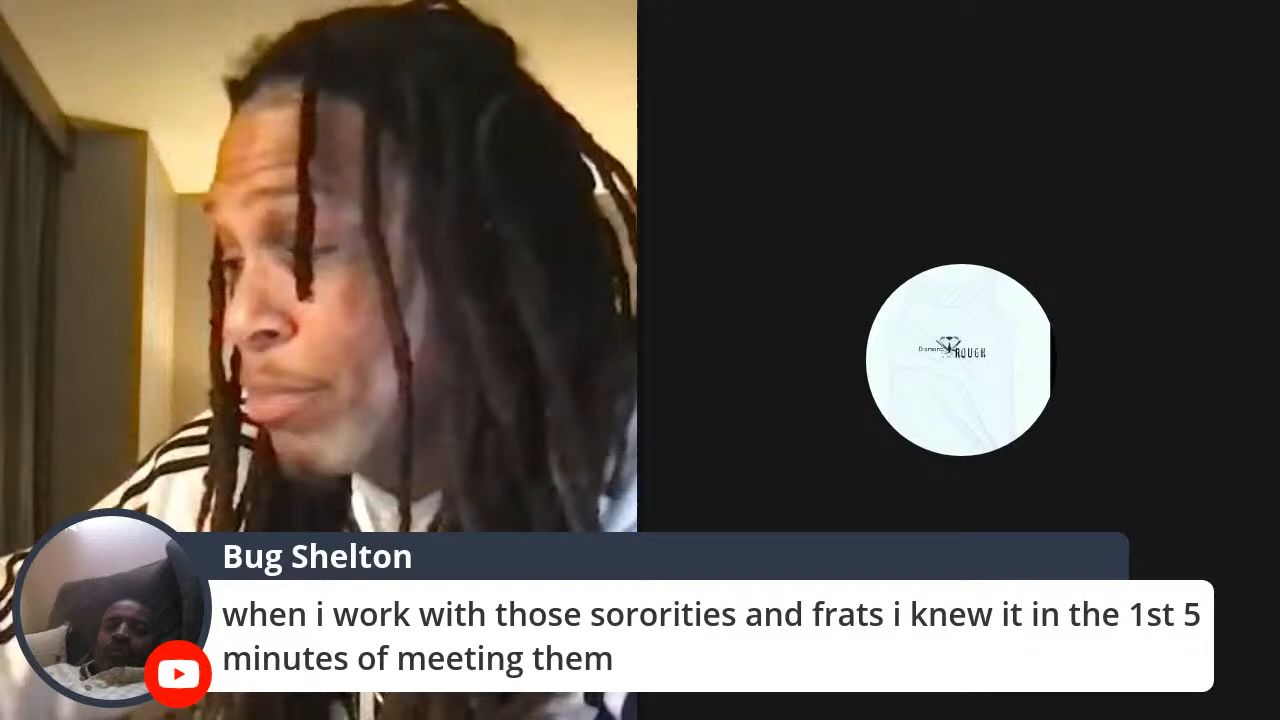 Diamond
ROUGH
Bug Shelton
when i work with those sororities and frats i knew it in the 1st 5
minutes of meeting them